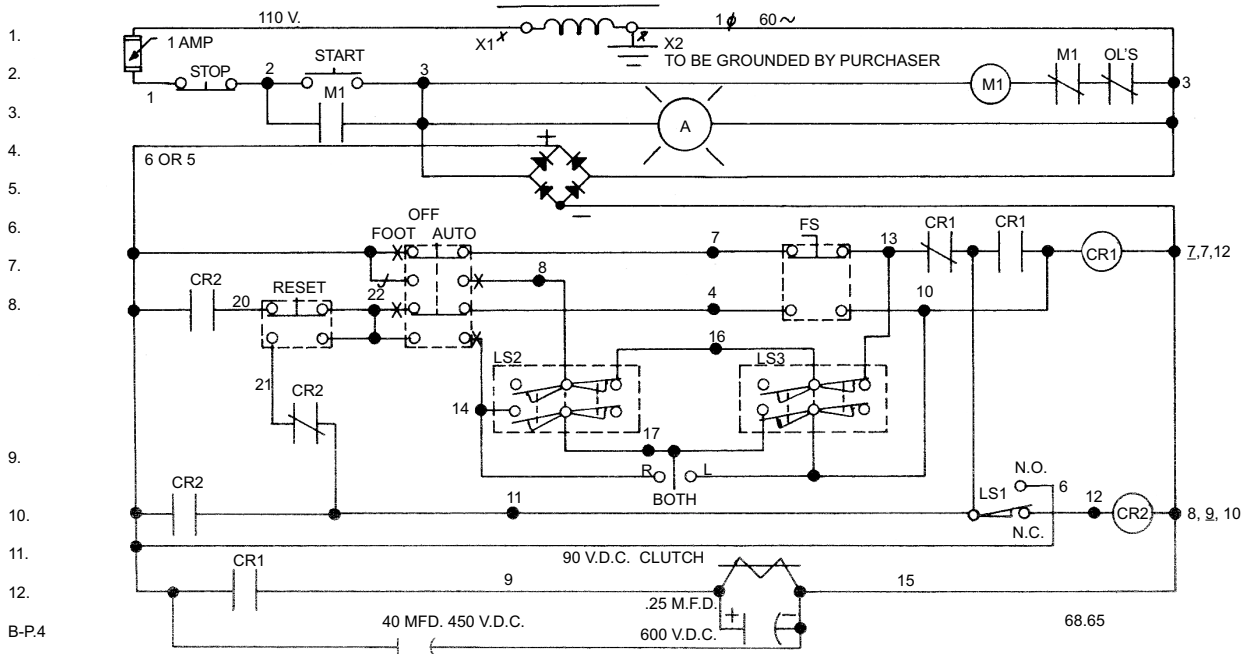 1.
110 V.
1ϕ 60~
1 AMP
X1
X2
TO BE GROUNDED BY PURCHASER
2.
1
STOP
2
START
3
M1
M1
OL'S
3
3.
M1
A
4.
6 OR 5
+
5.
−
6.
OFF
FOOT AUTO
7
FS
13
CR1
CR1
CR1
7,7,12
7.
8
8.
CR2
20
RESET
22
4
10
16
LS2
LS3
21
CR2
14
17
R
L
BOTH
9.
CR2
11
LS1
N.O.
6
12
10.
N.C.
CR2
8, 9, 10
11.
90 V.D.C. CLUTCH
CR1
9
15
12.
.25 M.F.D.
+
−
40 MFD. 450 V.D.C.
600 V.D.C.
68.65
B-P.4